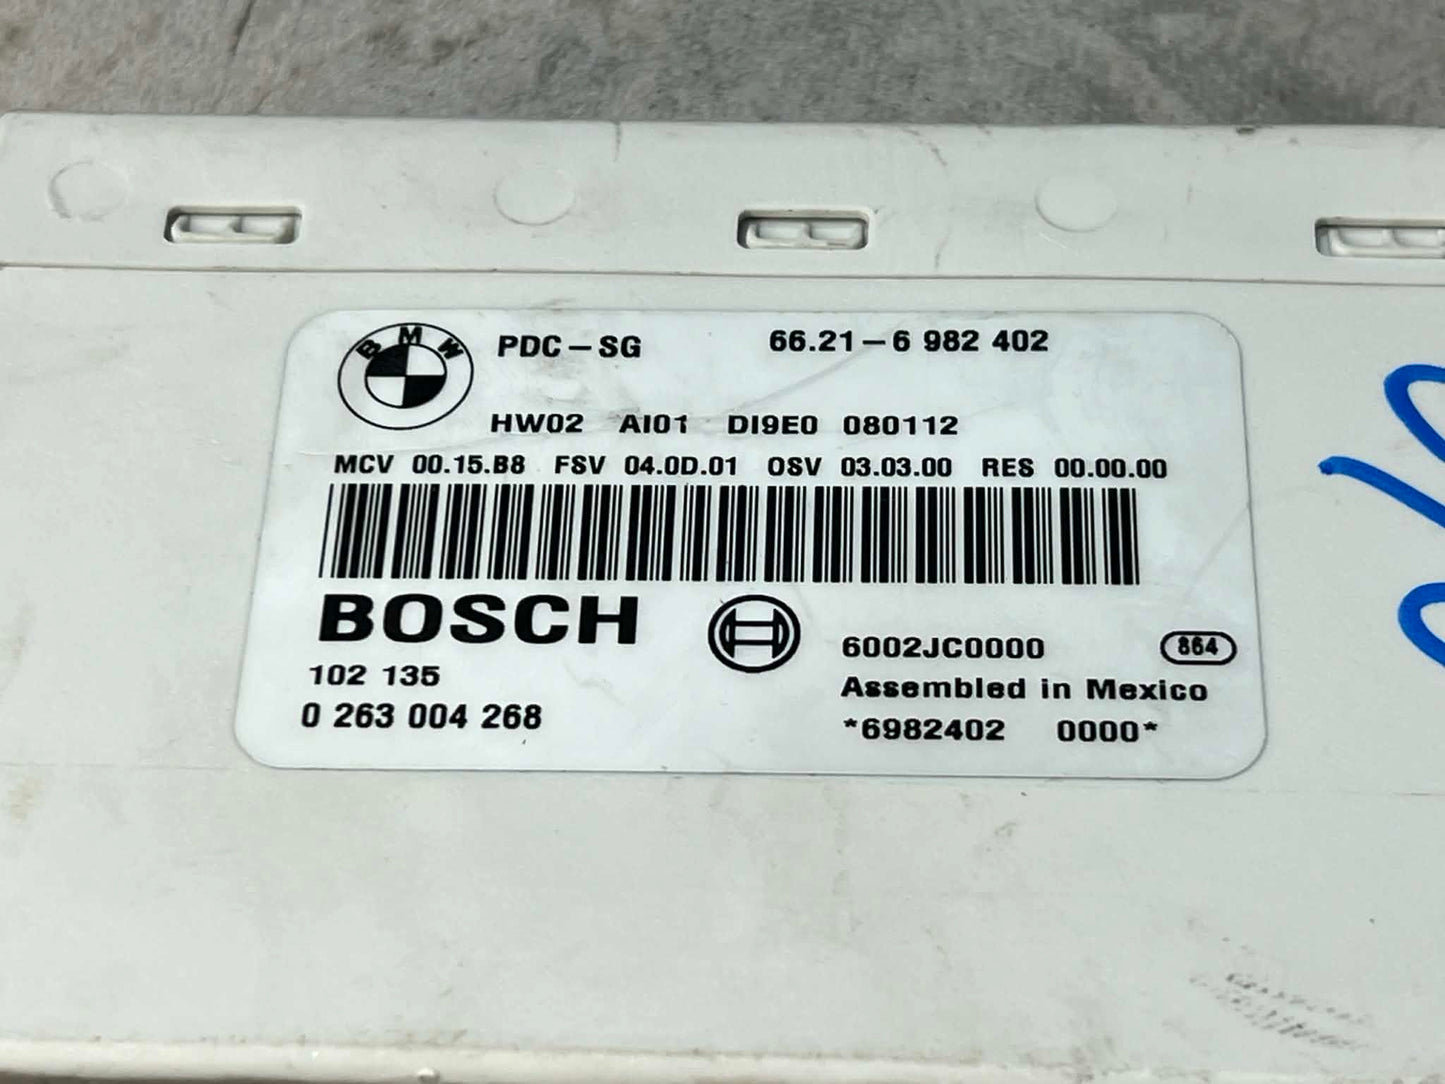 BMW PDC-SG 66.21-6 982 402
HW02 AI01 DI9E0 080112
MCV 00.15.B8 FSV 04.0D.01 OSV 03.03.00 RES 00.00.00
BOSCH
6002JC0000 864
102 135 Assembled in Mexico
0 263 004 268 *6982402 0000*